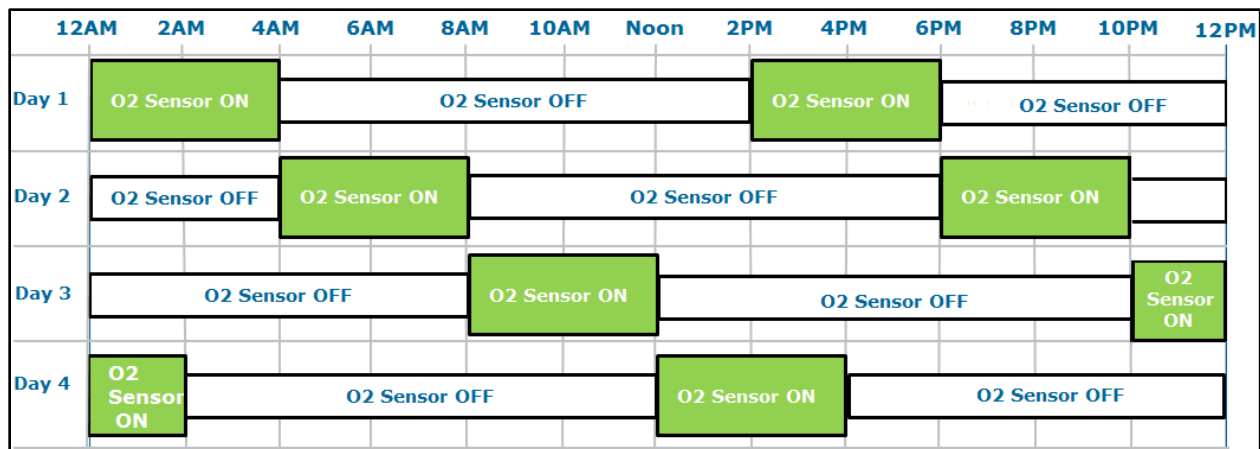 12AM 2AM 4AM 6AM 8AM 10AM Noon 2PM 4PM 6PM 8PM 10PM 12PM
Day 1 O2 Sensor ON O2 Sensor OFF O2 Sensor ON O2 Sensor OFF
Day 2 O2 Sensor OFF O2 Sensor ON O2 Sensor OFF O2 Sensor ON
Day 3 O2 Sensor OFF O2 Sensor ON O2 Sensor OFF O2
Sensor
ON
Day 4 O2
Sensor
ON O2 Sensor OFF O2 Sensor ON O2 Sensor OFF